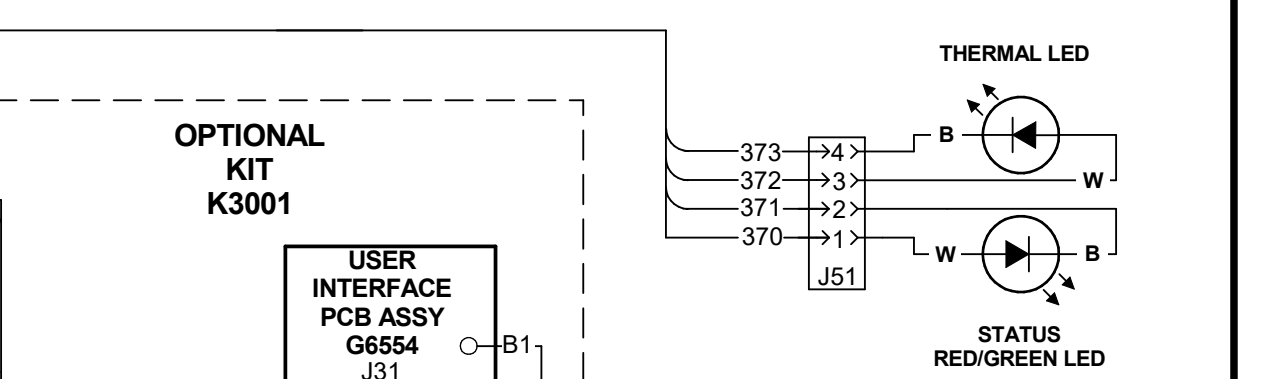 THERMAL LED
OPTIONAL
KIT
K3001
373
4
B
372
3
W
371
2
370
1
W
B
J51
USER
INTERFACE
PCB ASSY
G6554
B1
J31
STATUS
RED/GREEN LED